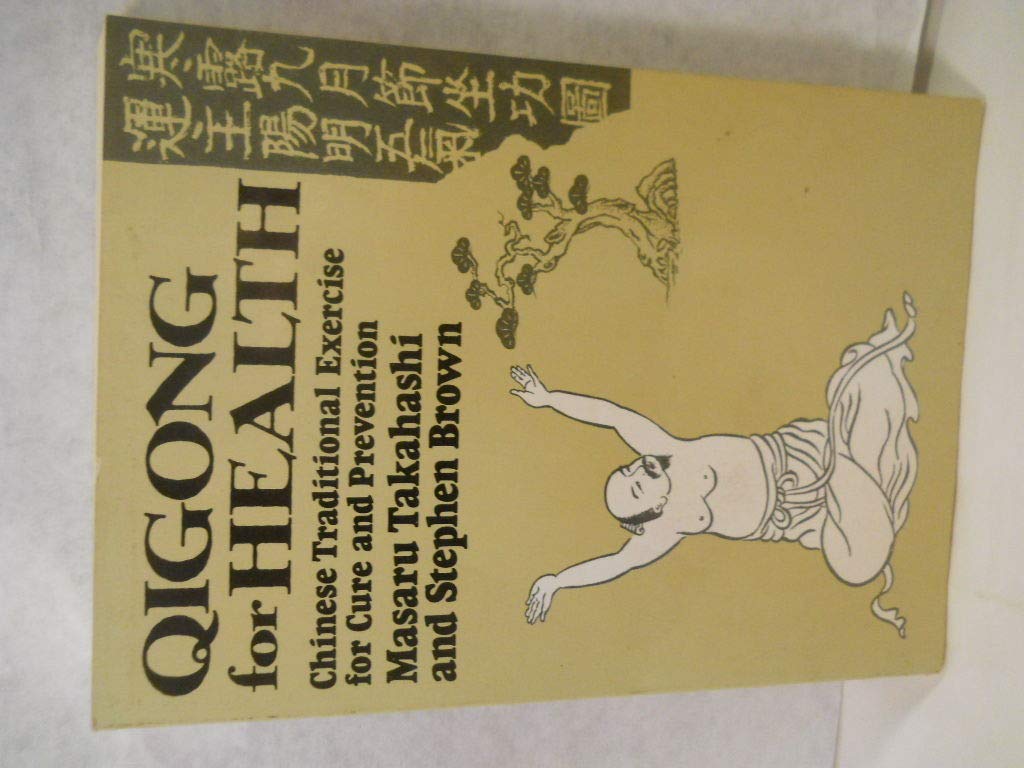 QIGONG
for HEALTH
Chinese Traditional Exercise
for Cure and Prevention
Masaru Takahashi
and Stephen Brown
寒露九月節坐功圖
運主陽明五氣